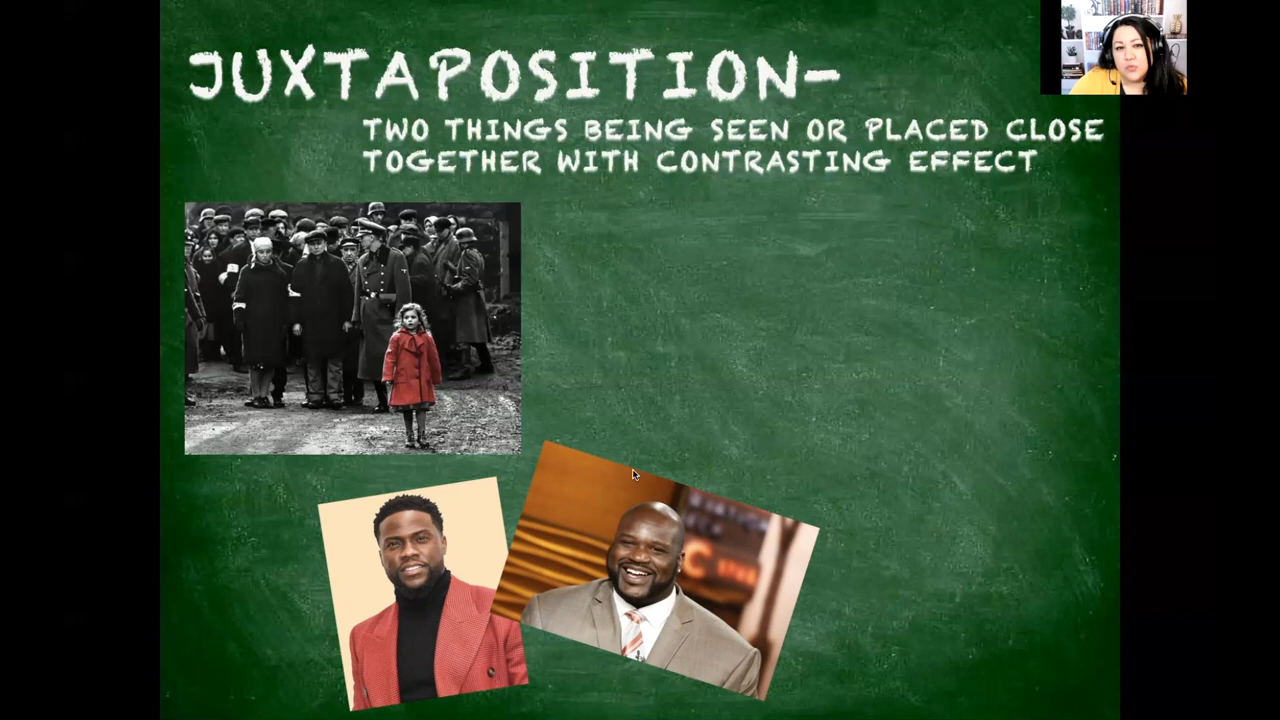 JUXTAPOSITION-
TWO THINGS BEING SEEN OR PLACED CLOSE
TOGETHER WITH CONTRASTING EFFECT